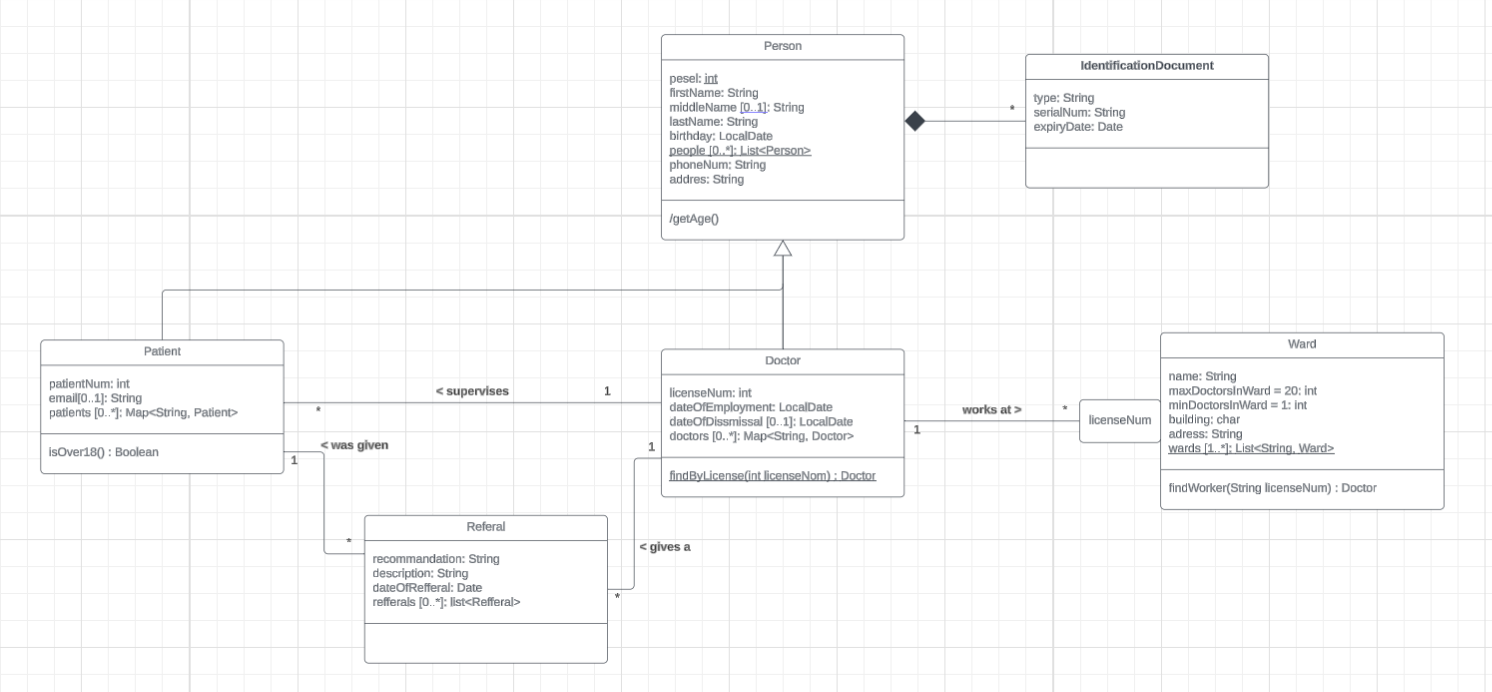 Person
pesel: int
firstName: String
middleName [0..1]: String
lastName: String
birthday: LocalDate
people [0..*]: List<Person>
phoneNum: String
addres: String
/getAge()
*
IdentificationDocument
type: String
serialNum: String
expiryDate: Date
Patient
patientNum: int
email[0..1]: String
patients [0..*]: Map<String, Patient>
isOver18() : Boolean
< supervises
1
*
Doctor
licenseNum: int
dateOfEmployment: LocalDate
dateOfDissmissal [0..1]: LocalDate
doctors [0..*]: Map<String, Doctor>
findByLicense(int licenseNom) : Doctor
works at >
*
1
licenseNum
Ward
name: String
maxDoctorsInWard = 20: int
minDoctorsInWard = 1: int
building: char
adress: String
wards [1..*]: List<String, Ward>
findWorker(String licenseNum) : Doctor
< was given
1
*
Referal
recommandation: String
description: String
dateOfRefferal: Date
refferals [0..*]: list<Refferal>
1
< gives a
*